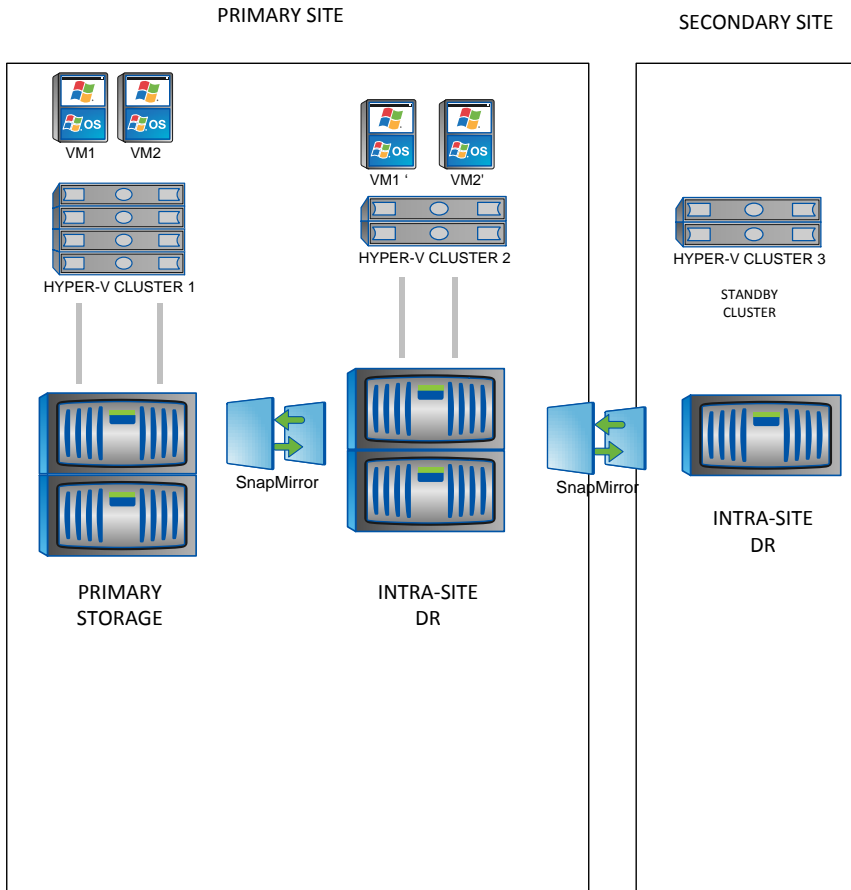 PRIMARY SITE
SECONDARY SITE
OS
OS
VM1
VM2
OS
OS
VM1 ‘
VM2'
HYPER-V CLUSTER 1
HYPER-V CLUSTER 2
HYPER-V CLUSTER 3
STANDBY
CLUSTER
SnapMirror
SnapMirror
PRIMARY
STORAGE
INTRA-SITE
DR
INTRA-SITE
DR